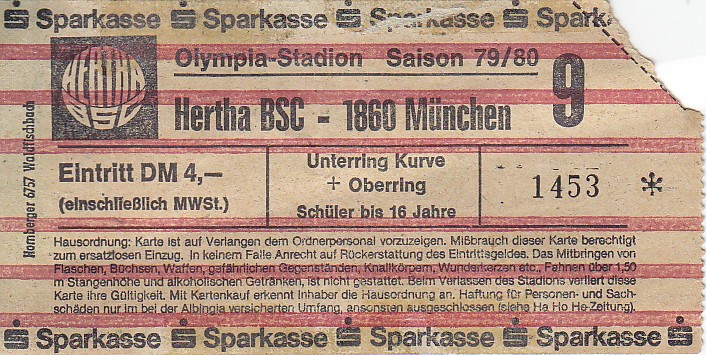 Sparkasse Sparkasse Sparkasse Spark
HERTHA
BSC
Olympia-Stadion Saison 79/80
Hertha BSC - 1860 München
9
Eintritt DM 4,—
(einschließlich MWSt.)
Unterring Kurve
+ Oberring
Schüler bis 16 Jahre
1453 *
Hausordnung: Karte ist auf Verlangen dem Ordnerpersonal vorzuzeigen. Mißbrauch dieser Karte berechtigt
zum ersatzlosen Einzug. In keinem Falle Anrecht auf Rückerstattung des Eintrittsgeldes. Das Mitbringen von
Flaschen, Büchsen, Waffen, gefährlichen Gegenständen, Knallkörpern, Wunderkerzen etc., Fahnen über 1,50
m Stangenhöhe und alkoholischen Getränken, ist nicht gestattet. Beim Verlassen des Stadions verliert diese
Karte ihre Gültigkeit. Mit Kartenkauf erkennt Inhaber die Hausordnung an. Haftung für Personen- und Sach-
schäden nur im bei der Albingia versicherten Umfang, ansonsten ausgeschlossen (siehe Ha Ho He-Zeitung).
Sparkasse Sparkasse Sparkasse Sparkasse
Homberger 6757 Waldfischbach